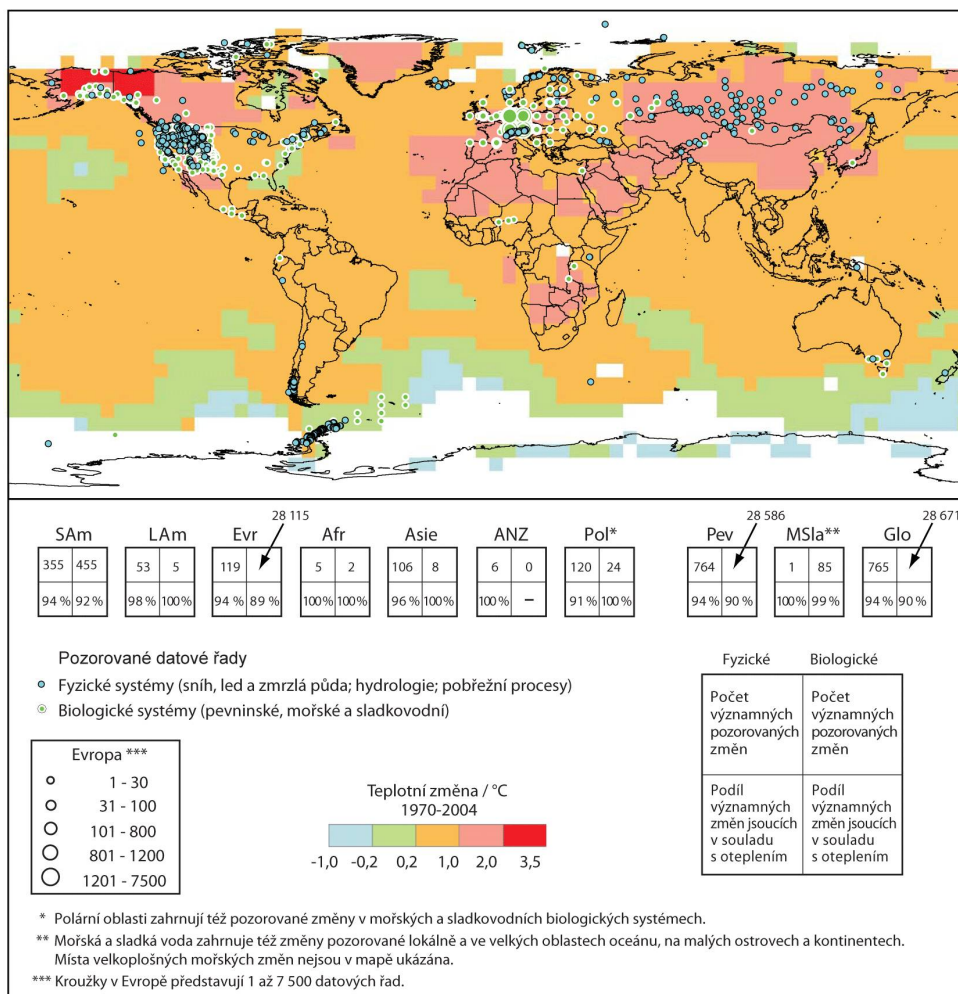 28 115
28 586
28 671
SAm LAm Evr Afr Asie ANZ Pol* Pev MSla** Glo
355 455 53 5 119 5 2 106 8 6 0 120 24 764 1 85 765
94 % 92 % 98 % 100% 94 % 89 % 100% 100% 96 % 100% 100% – 91 % 100% 94 % 90 % 100% 99% 94 % 90 %
Pozorované datové řady
Fyzické systémy (sníh, led a zmrzlá půda; hydrologie; pobřežní procesy)
Biologické systémy (pevninské, mořské a sladkovodní)
Evropa ***
1 - 30
31 - 100
101 - 800
801 - 1200
1201 - 7500
Teplotní změna / °C
1970-2004
-1,0 -0,2 0,2 1,0 2,0 3,5
Fyzické Biologické
Počet
významných
pozorovaných
změn
Počet
významných
pozorovaných
změn
Podíl
významných
změn jsoucích
v souladu
s oteplením
Podíl
významných
změn jsoucích
v souladu
s oteplením
* Polární oblasti zahrnují též pozorované změny v mořských a sladkovodních biologických systémech.
** Mořská a sladká voda zahrnuje též změny pozorované lokálně a ve velkých oblastech oceánu, na malých ostrovech a kontinentech.
Místa velkoplošných mořských změn nejsou v mapě ukázána.
*** Kroužky v Evropě představují 1 až 7 500 datových řad.